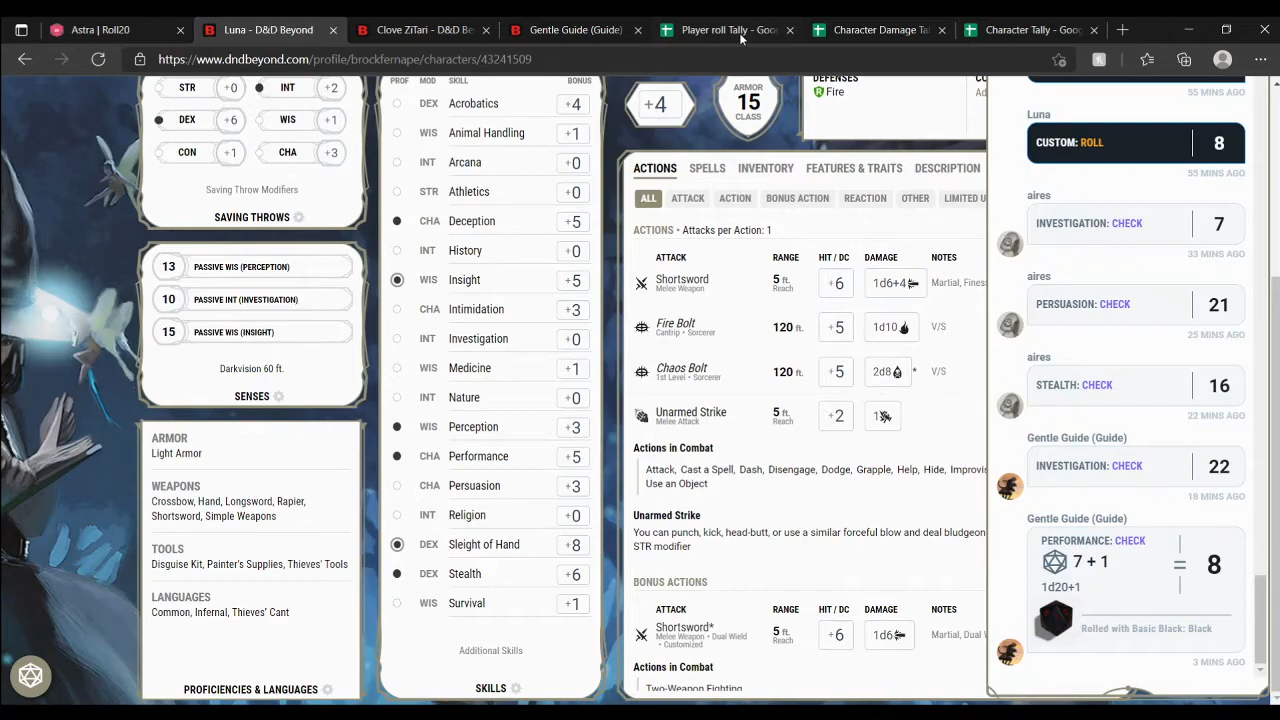 Astra | Roll20
Luna - D&D Beyond
Clove ZiTari - D&D Be
Gentle Guide (Guide)
Player roll Tally - Goo
Character Damage Tal
Character Tally - Goog
https://www.dndbeyond.com/profile/brockfernape/characters/43241509
STR +0 INT +2
DEX +6 WIS +1
CON +1 CHA +3
Saving Throw Modifiers
SAVING THROWS
13 PASSIVE WIS (PERCEPTION)
10 PASSIVE INT (INVESTIGATION)
15 PASSIVE WIS (INSIGHT)
Darkvision 60 ft.
SENSES
ARMOR
Light Armor
WEAPONS
Crossbow, Hand, Longsword, Rapier,
Shortsword, Simple Weapons
TOOLS
Disguise Kit, Painter's Supplies, Thieves' Tools
LANGUAGES
Common, Infernal, Thieves' Cant
PROFICIENCIES & LANGUAGES
PROF MOD SKILL BONUS
DEX Acrobatics +4
WIS Animal Handling +1
INT Arcana +0
STR Athletics +0
CHA Deception +5
INT History +0
WIS Insight +5
CHA Intimidation +3
INT Investigation +0
WIS Medicine +1
INT Nature +0
WIS Perception +3
CHA Performance +5
CHA Persuasion +3
INT Religion +0
DEX Sleight of Hand +8
DEX Stealth +6
WIS Survival +1
Additional Skills
SKILLS
+4
ARMOR
15
CLASS
DEFENSES
R Fire
ACTIONS SPELLS INVENTORY FEATURES & TRAITS DESCRIPTION
ALL ATTACK ACTION BONUS ACTION REACTION OTHER LIMITED U
ACTIONS • Attacks per Action: 1
ATTACK RANGE HIT / DC DAMAGE NOTES
Shortsword 5 ft. +6 1d6+4 Martial, Fines
Melee Weapon Reach
Fire Bolt 120 ft. +5 1d10 V/S
Cantrip • Sorcerer
Chaos Bolt 120 ft. +5 2d8 * V/S
1st Level • Sorcerer
Unarmed Strike 5 ft. +2 1
Melee Attack Reach
Actions in Combat
Attack, Cast a Spell, Dash, Disengage, Dodge, Grapple, Help, Hide, Improvis
Use an Object
Unarmed Strike
You can punch, kick, head-butt, or use a similar forceful blow and deal bludgeon
STR modifier
BONUS ACTIONS
ATTACK RANGE HIT / DC DAMAGE NOTES
Shortsword* 5 ft. +6 1d6 Martial, Dual W
Melee Weapon • Dual Wield Reach
• Customized
Actions in Combat
Two-Weapon Fighting
55 MINS AGO
Luna
CUSTOM: ROLL 8
55 MINS AGO
aires
INVESTIGATION: CHECK 7
33 MINS AGO
aires
PERSUASION: CHECK 21
25 MINS AGO
aires
STEALTH: CHECK 16
22 MINS AGO
Gentle Guide (Guide)
INVESTIGATION: CHECK 22
18 MINS AGO
Gentle Guide (Guide)
PERFORMANCE: CHECK
7 + 1 = 8
1d20+1
Rolled with Basic Black: Black
3 MINS AGO